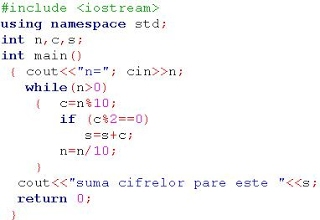 #include <iostream>
using namespace std;
int n,c,s;
int main()
{ cout<<"n="; cin>>n;
while(n>0)
{ c=n%10;
if (c%2==0)
s=s+c;
n=n/10;
}
cout<<"suma cifrelor pare este "<<s;
return 0;
}